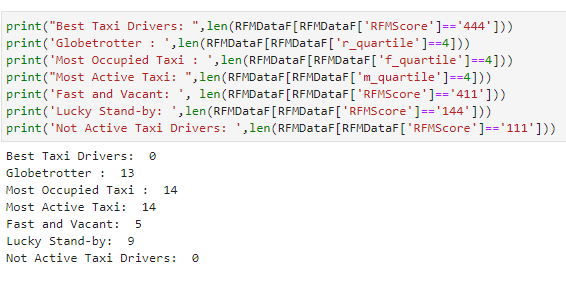 print("Best Taxi Drivers: ",len(RFMDataF[RFMDataF['RFMScore']=='444']))
print('Globetrotter : ',len(RFMDataF[RFMDataF['r_quartile']==4]))
print('Most Occupied Taxi : ',len(RFMDataF[RFMDataF['f_quartile']==4]))
print("Most Active Taxi: ",len(RFMDataF[RFMDataF['m_quartile']==4]))
print('Fast and Vacant: ', len(RFMDataF[RFMDataF['RFMScore']=='411']))
print('Lucky Stand-by: ',len(RFMDataF[RFMDataF['RFMScore']=='144']))
print('Not Active Taxi Drivers: ',len(RFMDataF[RFMDataF['RFMScore']=='111']))
Best Taxi Drivers:  0
Globetrotter :  13
Most Occupied Taxi :  14
Most Active Taxi:  14
Fast and Vacant:  5
Lucky Stand-by:  9
Not Active Taxi Drivers:  0